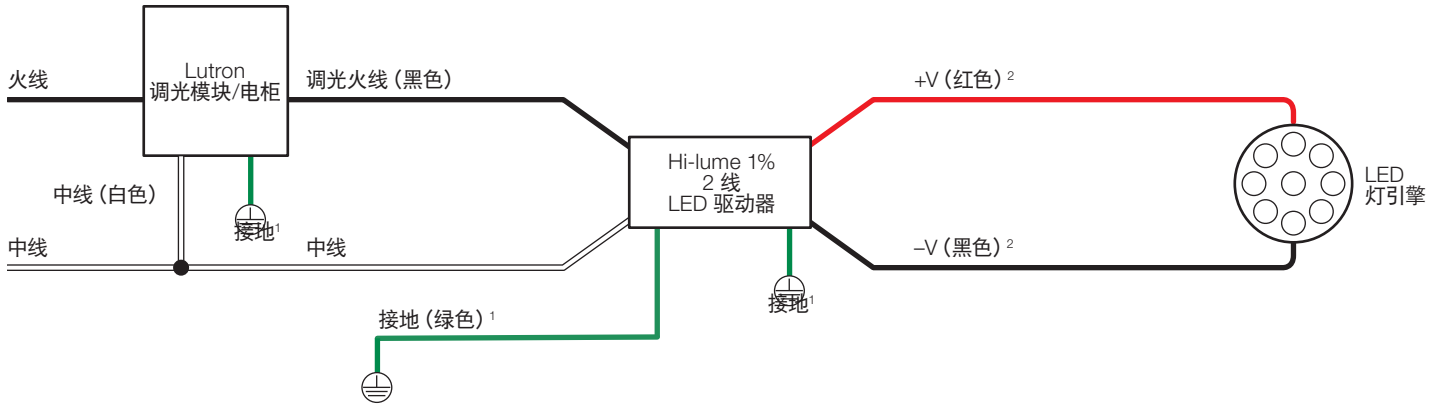 火线
Lutron
调光模块/电柜
调光火线 (黑色)
+V (红色) ²
Hi-lume 1%
2 线
LED 驱动器
LED
灯引擎
中线 (白色)
接地¹
中线
中线
–V (黑色) ²
接地¹
接地 (绿色) ¹